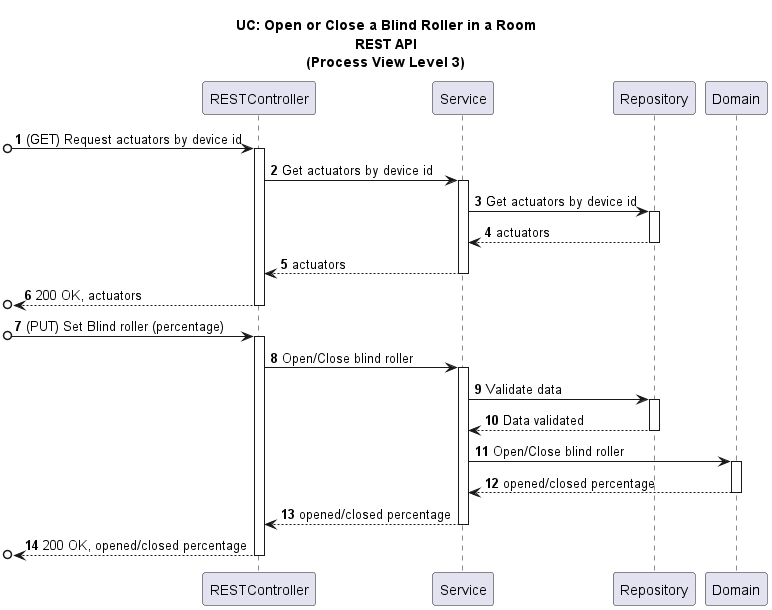 UC: Open or Close a Blind Roller in a Room
REST API
(Process View Level 3)
RESTController
Service
Repository
Domain
1 (GET) Request actuators by device id
2 Get actuators by device id
3 Get actuators by device id
4 actuators
5 actuators
6 200 OK, actuators
7 (PUT) Set Blind roller (percentage)
8 Open/Close blind roller
9 Validate data
10 Data validated
11 Open/Close blind roller
12 opened/closed percentage
13 opened/closed percentage
14 200 OK, opened/closed percentage
RESTController
Service
Repository
Domain